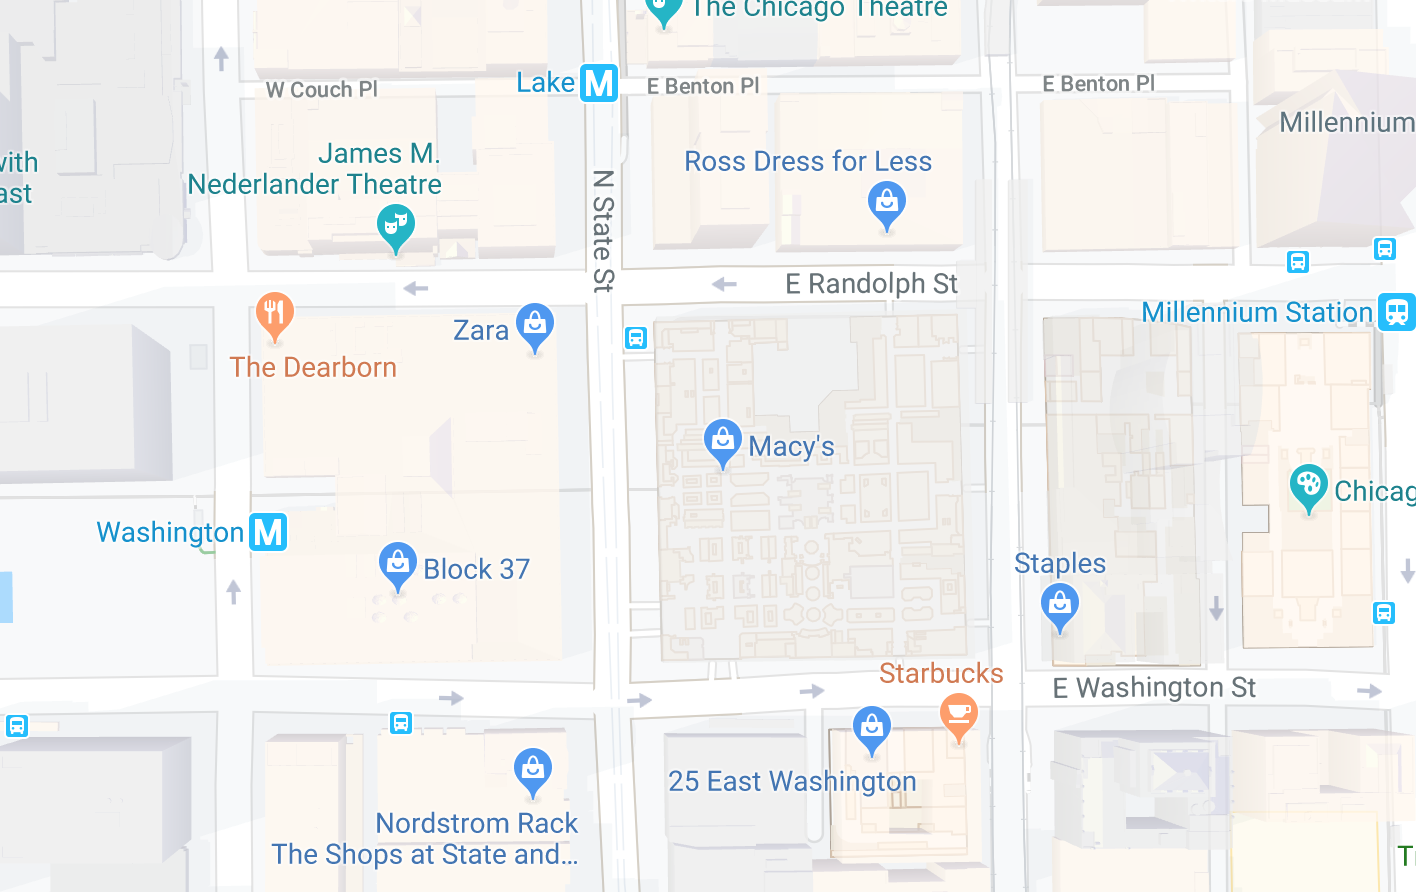 The Chicago Theatre
W Couch Pl
Lake
M
E Benton Pl
E Benton Pl
Millennium
with
ast
James M.
Nederlander Theatre
Ross Dress for Less
N State St
E Randolph St
Millennium Station
Zara
The Dearborn
Macy's
Chicag
Washington
M
Block 37
Staples
Starbucks
E Washington St
25 East Washington
Nordstrom Rack
The Shops at State and...
T